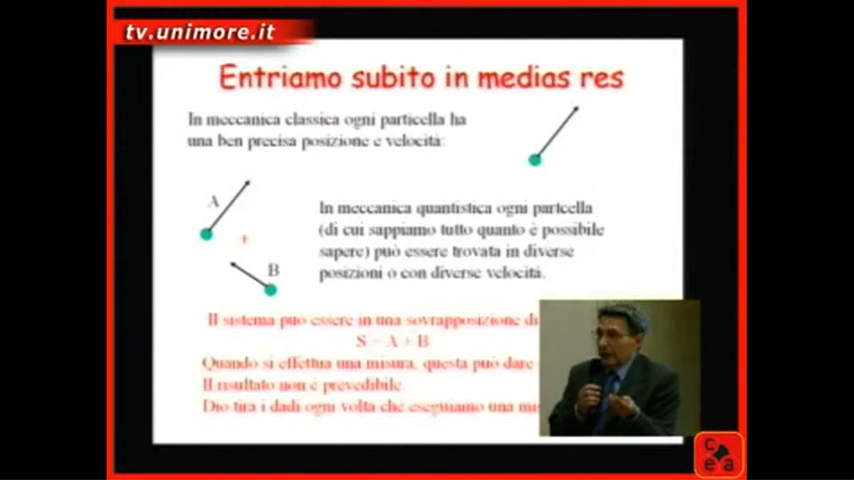 tv.unimore.it
Entriamo subito in medias res
In meccanica classica ogni particella ha
una ben precisa posizione e velocità:
A
+
B
In meccanica quantistica ogni partcella
(di cui sappiamo tutto quanto è possibile
sapere) può essere trovata in diverse
posizioni o con diverse velocità.
Il sistema può essere in una sovrapposizione di
S = A + B
Quando si effettua una misura, questa può dare
Il risultato non è prevedibile.
Dio tira i dadi ogni volta che eseguiamo una
c
e a